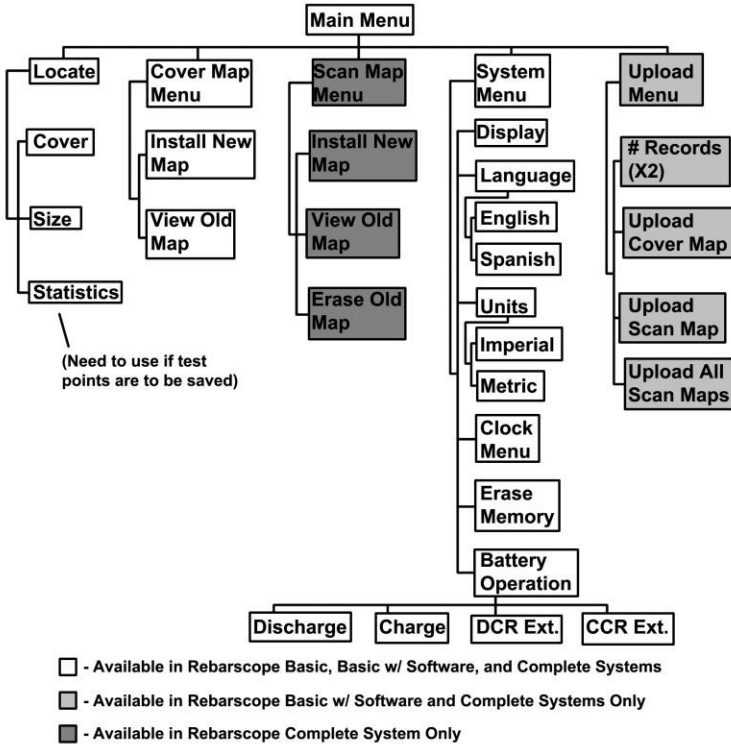 Main Menu
Locate
Cover
Size
Statistics
(Need to use if test
points are to be saved)
Cover Map
Menu
Install New
Map
View Old
Map
Scan Map
Menu
Install New
Map
View Old
Map
Erase Old
Map
System
Menu
Display
Language
English
Spanish
Units
Imperial
Metric
Clock
Menu
Erase
Memory
Battery
Operation
Discharge
Charge
DCR Ext.
CCR Ext.
Upload
Menu
# Records
(X2)
Upload
Cover Map
Upload
Scan Map
Upload All
Scan Maps
- Available in Rebarscope Basic, Basic w/ Software, and Complete Systems
- Available in Rebarscope Basic w/ Software and Complete Systems Only
- Available in Rebarscope Complete System Only